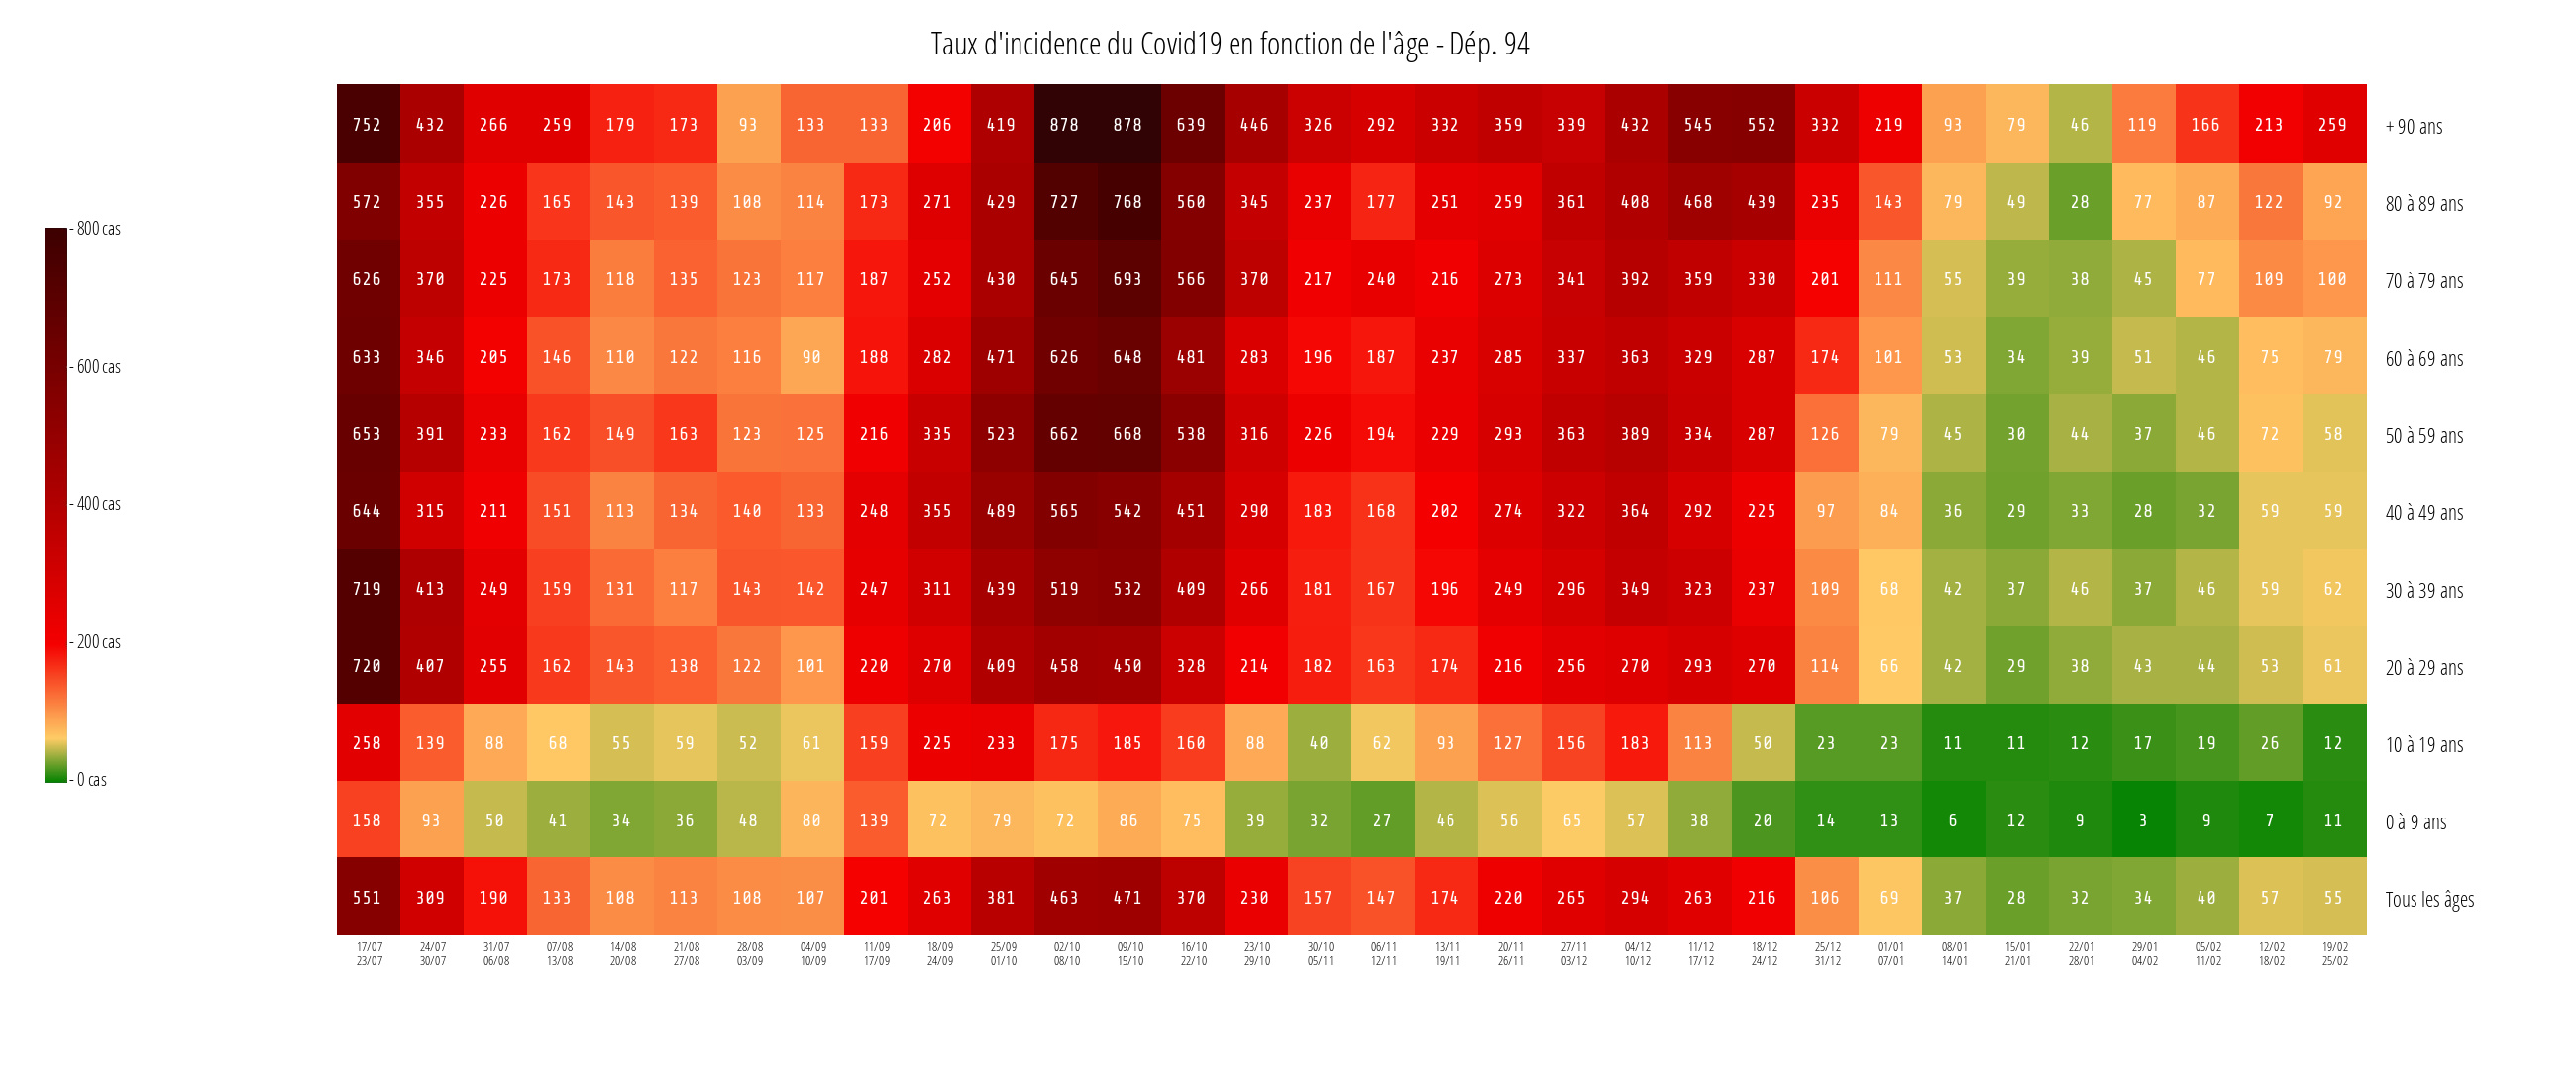 Taux d'incidence du Covid19 en fonction de l'âge - Dép. 94
- 800 cas
- 600 cas
- 400 cas
- 200 cas
- 0 cas
752 432 266 259 179 173 93 133 133 206 419 878 878 639 446 326 292 332 359 339 432 545 552 332 219 93 79 46 119 166 213 259 + 90 ans
572 355 226 165 143 139 108 114 173 271 429 727 768 560 345 237 177 251 259 361 408 468 439 235 143 79 49 28 77 87 122 92 80 à 89 ans
626 370 225 173 118 135 123 117 187 252 430 645 693 566 370 217 240 216 273 341 392 359 330 201 111 55 39 38 45 77 109 100 70 à 79 ans
633 346 205 146 110 122 116 90 188 282 471 626 648 481 283 196 187 237 285 337 363 329 287 174 101 53 34 39 51 46 75 79 60 à 69 ans
653 391 233 162 149 163 123 125 216 335 523 662 668 538 316 226 194 229 293 363 389 334 287 126 79 45 30 44 37 46 72 58 50 à 59 ans
644 315 211 151 113 134 140 133 248 355 489 565 542 451 290 183 168 202 274 322 364 292 225 97 84 36 29 33 28 32 59 59 40 à 49 ans
719 413 249 159 131 117 143 142 247 311 439 519 532 409 266 181 167 196 249 296 349 323 237 109 68 42 37 46 37 46 59 62 30 à 39 ans
720 407 255 162 143 138 122 101 220 270 409 458 450 328 214 182 163 174 216 256 270 293 270 114 66 42 29 38 43 44 53 61 20 à 29 ans
258 139 88 68 55 59 52 61 159 225 233 175 185 160 88 40 62 93 127 156 183 113 50 23 23 11 11 12 17 19 26 12 10 à 19 ans
158 93 50 41 34 36 48 80 139 72 79 72 86 75 39 32 27 46 56 65 57 38 20 14 13 6 12 9 3 9 7 11 0 à 9 ans
551 309 190 133 108 113 108 107 201 263 381 463 471 370 230 157 147 174 220 265 294 263 216 106 69 37 28 32 34 40 57 55 Tous les âges
17/07 24/07 31/07 07/08 14/08 21/08 28/08 04/09 11/09 18/09 25/09 02/10 09/10 16/10 23/10 30/10 06/11 13/11 20/11 27/11 04/12 11/12 18/12 25/12 01/01 08/01 15/01 22/01 29/01 05/02 12/02 19/02
23/07 30/07 06/08 13/08 20/08 27/08 03/09 10/09 17/09 24/09 01/10 08/10 15/10 22/10 29/10 05/11 12/11 19/11 26/11 03/12 10/12 17/12 24/12 31/12 07/01 14/01 21/01 28/01 04/02 11/02 18/02 25/02